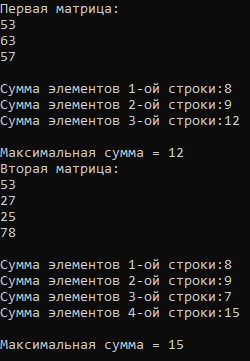 Первая матрица:
53
63
57
Сумма элементов 1-ой строки:8
Сумма элементов 2-ой строки:9
Сумма элементов 3-ой строки:12
Максимальная сумма = 12
Вторая матрица:
53
27
25
78
Сумма элементов 1-ой строки:8
Сумма элементов 2-ой строки:9
Сумма элементов 3-ой строки:7
Сумма элементов 4-ой строки:15
Максимальная сумма = 15